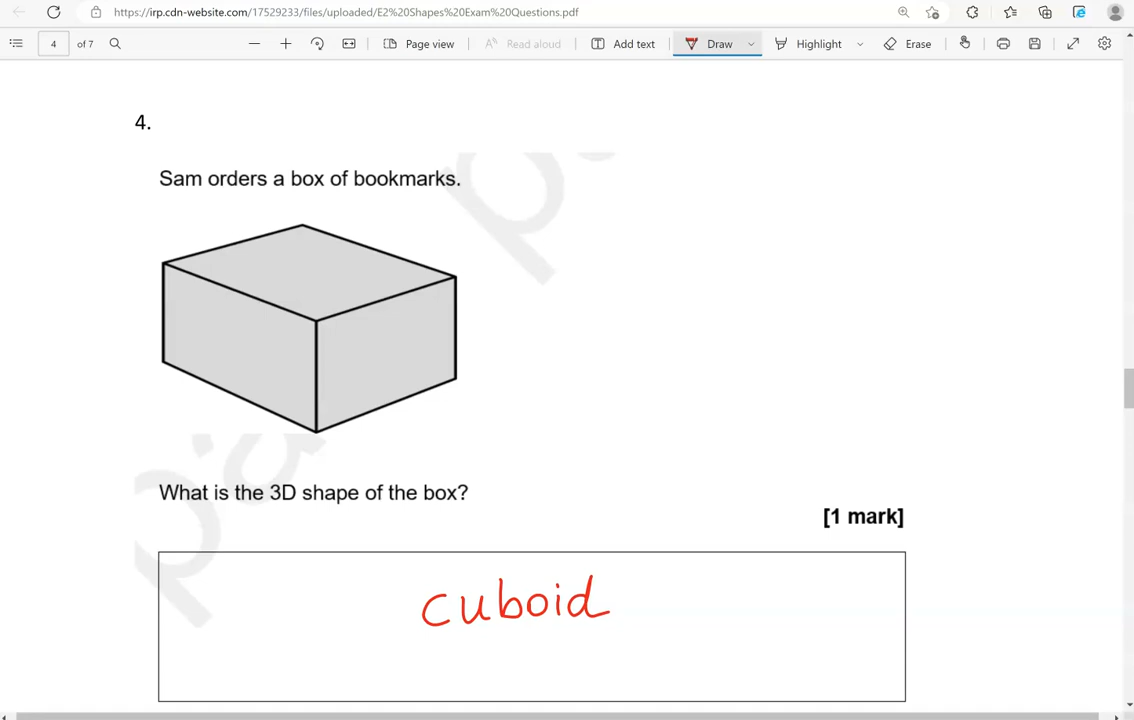 https://irp.cdn-website.com/17529233/files/uploaded/E2%20Shapes%20Exam%20Questions.pdf
4 of 7 Page view Read aloud Add text Draw Highlight Erase
4.
Sam orders a box of bookmarks.
What is the 3D shape of the box?
[1 mark]
cuboid